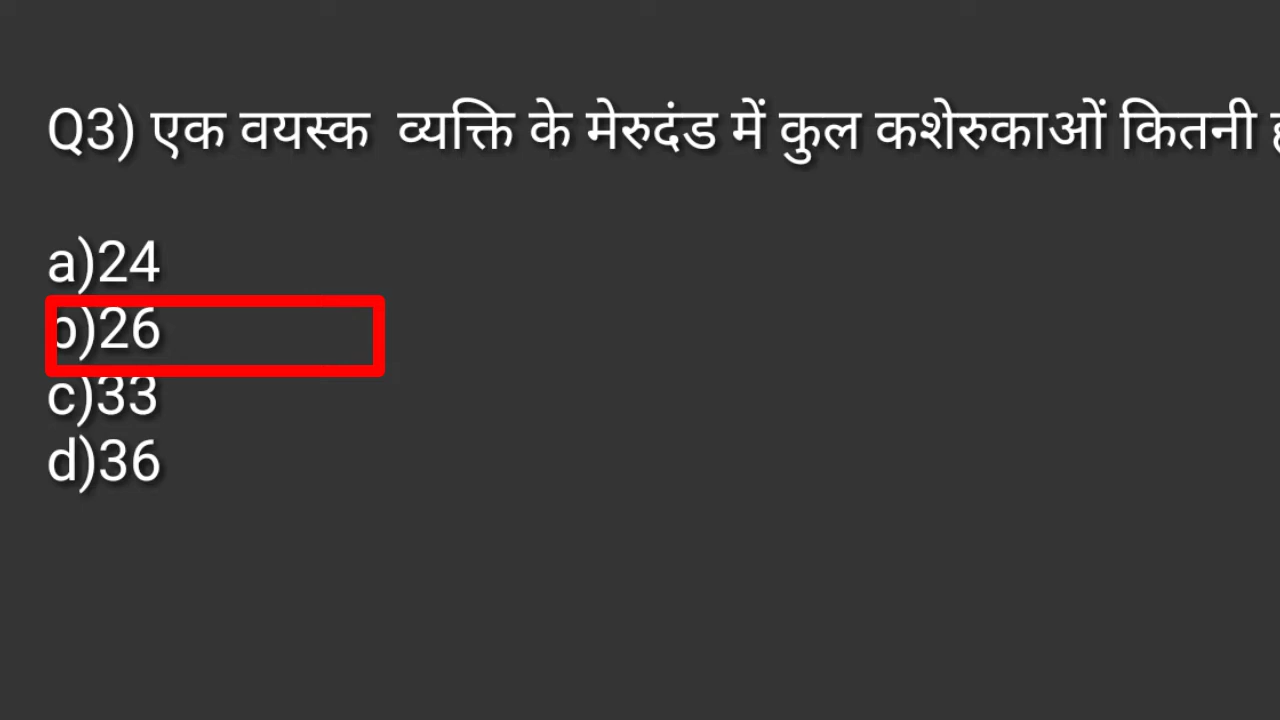 Q3) एक वयस्क व्यक्ति के मेरुदंड में कुल कशेरुकाओं कितनी
a)24
b)26
c)33
d)36